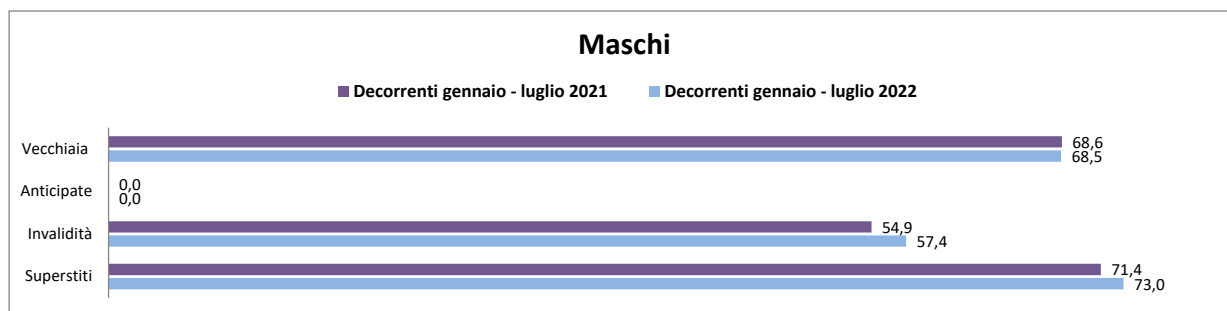 Maschi
Decorrenti gennaio - luglio 2021 Decorrenti gennaio - luglio 2022
Vecchiaia
68,6
68,5
Anticipate
0,0
0,0
Invalidità
54,9
57,4
Superstiti
71,4
73,0